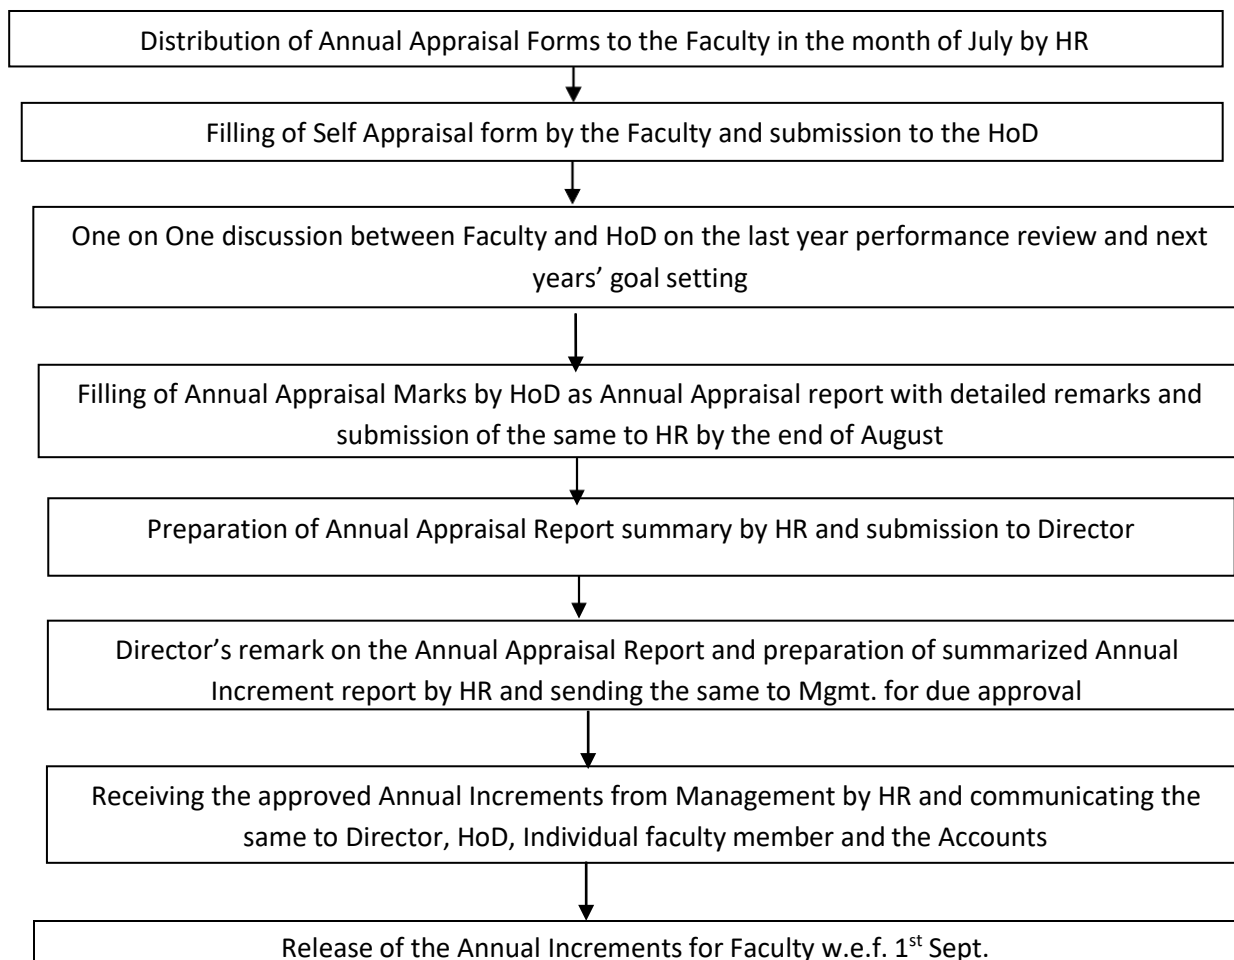 Distribution of Annual Appraisal Forms to the Faculty in the month of July by HR
Filling of Self Appraisal form by the Faculty and submission to the HoD
One on One discussion between Faculty and HoD on the last year performance review and next
years’ goal setting
Filling of Annual Appraisal Marks by HoD as Annual Appraisal report with detailed remarks and
submission of the same to HR by the end of August
Preparation of Annual Appraisal Report summary by HR and submission to Director
Director’s remark on the Annual Appraisal Report and preparation of summarized Annual
Increment report by HR and sending the same to Mgmt. for due approval
Receiving the approved Annual Increments from Management by HR and communicating the
same to Director, HoD, Individual faculty member and the Accounts
Release of the Annual Increments for Faculty w.e.f. 1st Sept.